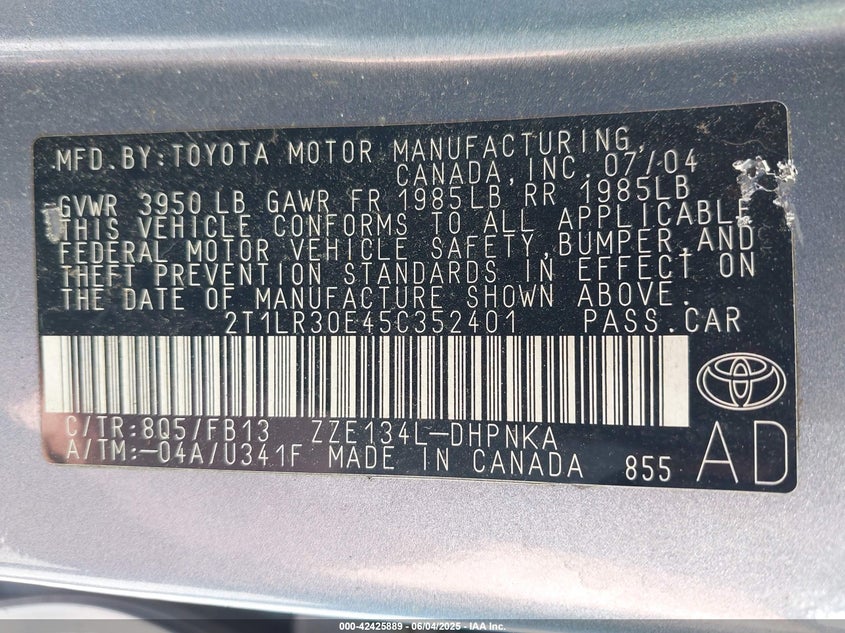 MFD.BY:TOYOTA MOTOR MANUFACTURING,
CANADA,INC. 07/04
GVWR 3950 LB GAWR FR 1985LB RR 1985LB
THIS VEHICLE CONFORMS TO ALL APPLICABLE
FEDERAL MOTOR VEHICLE SAFETY,BUMPER,AND
THEFT PREVENTION STANDARDS IN EFFECT ON
THE DATE OF MANUFACTURE SHOWN ABOVE.
2T1LR30E45C352401 PASS.CAR
C/TR:8Q5/FB13 ZZE134L-DHPNKA
A/TM:-04A/U341F MADE IN CANADA 855 AD
000-42425889 - 06/04/2025 - IAA Inc.